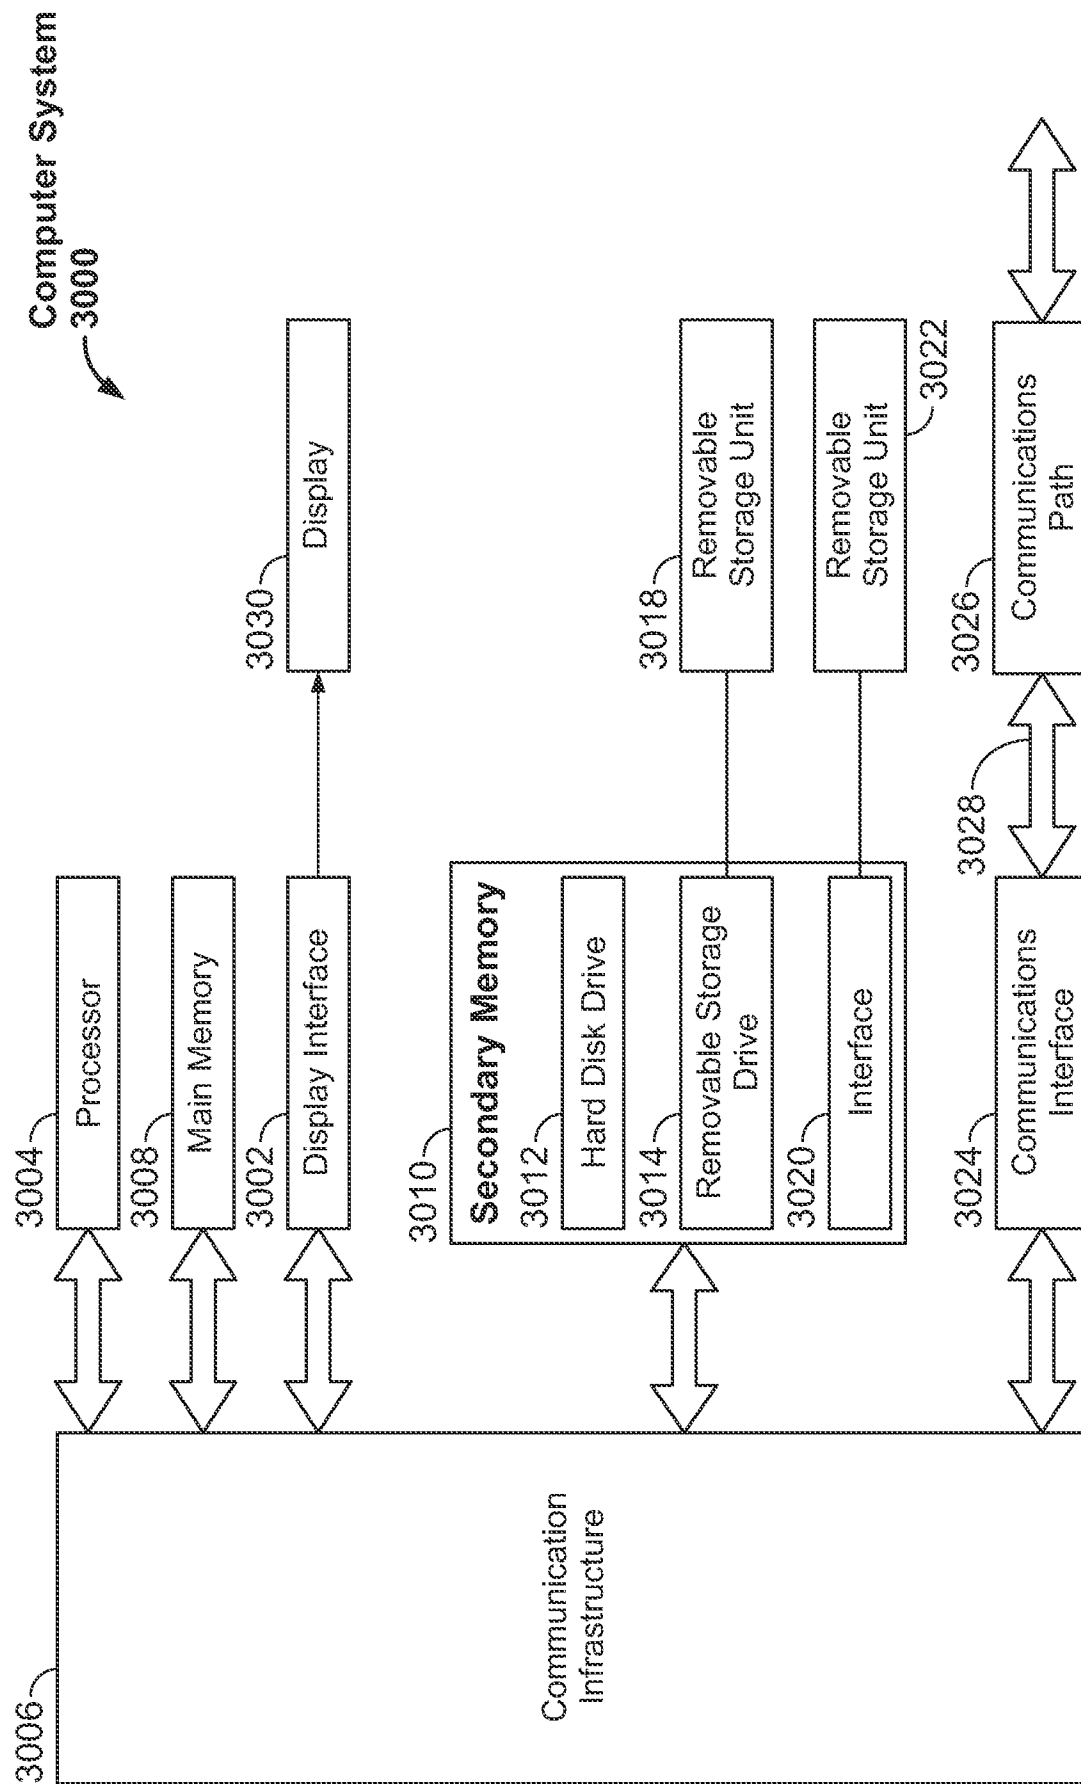 Computer System
3000
3006
Communication
Infrastructure
3004
Processor
3008
Main Memory
3002
Display Interface
3030
Display
3010
Secondary Memory
3012
Hard Disk Drive
3014
Removable Storage
Drive
3018
Removable
Storage Unit
3020
Interface
Removable
Storage Unit
3022
3024
Communications
Interface
3028
3026
Communications
Path